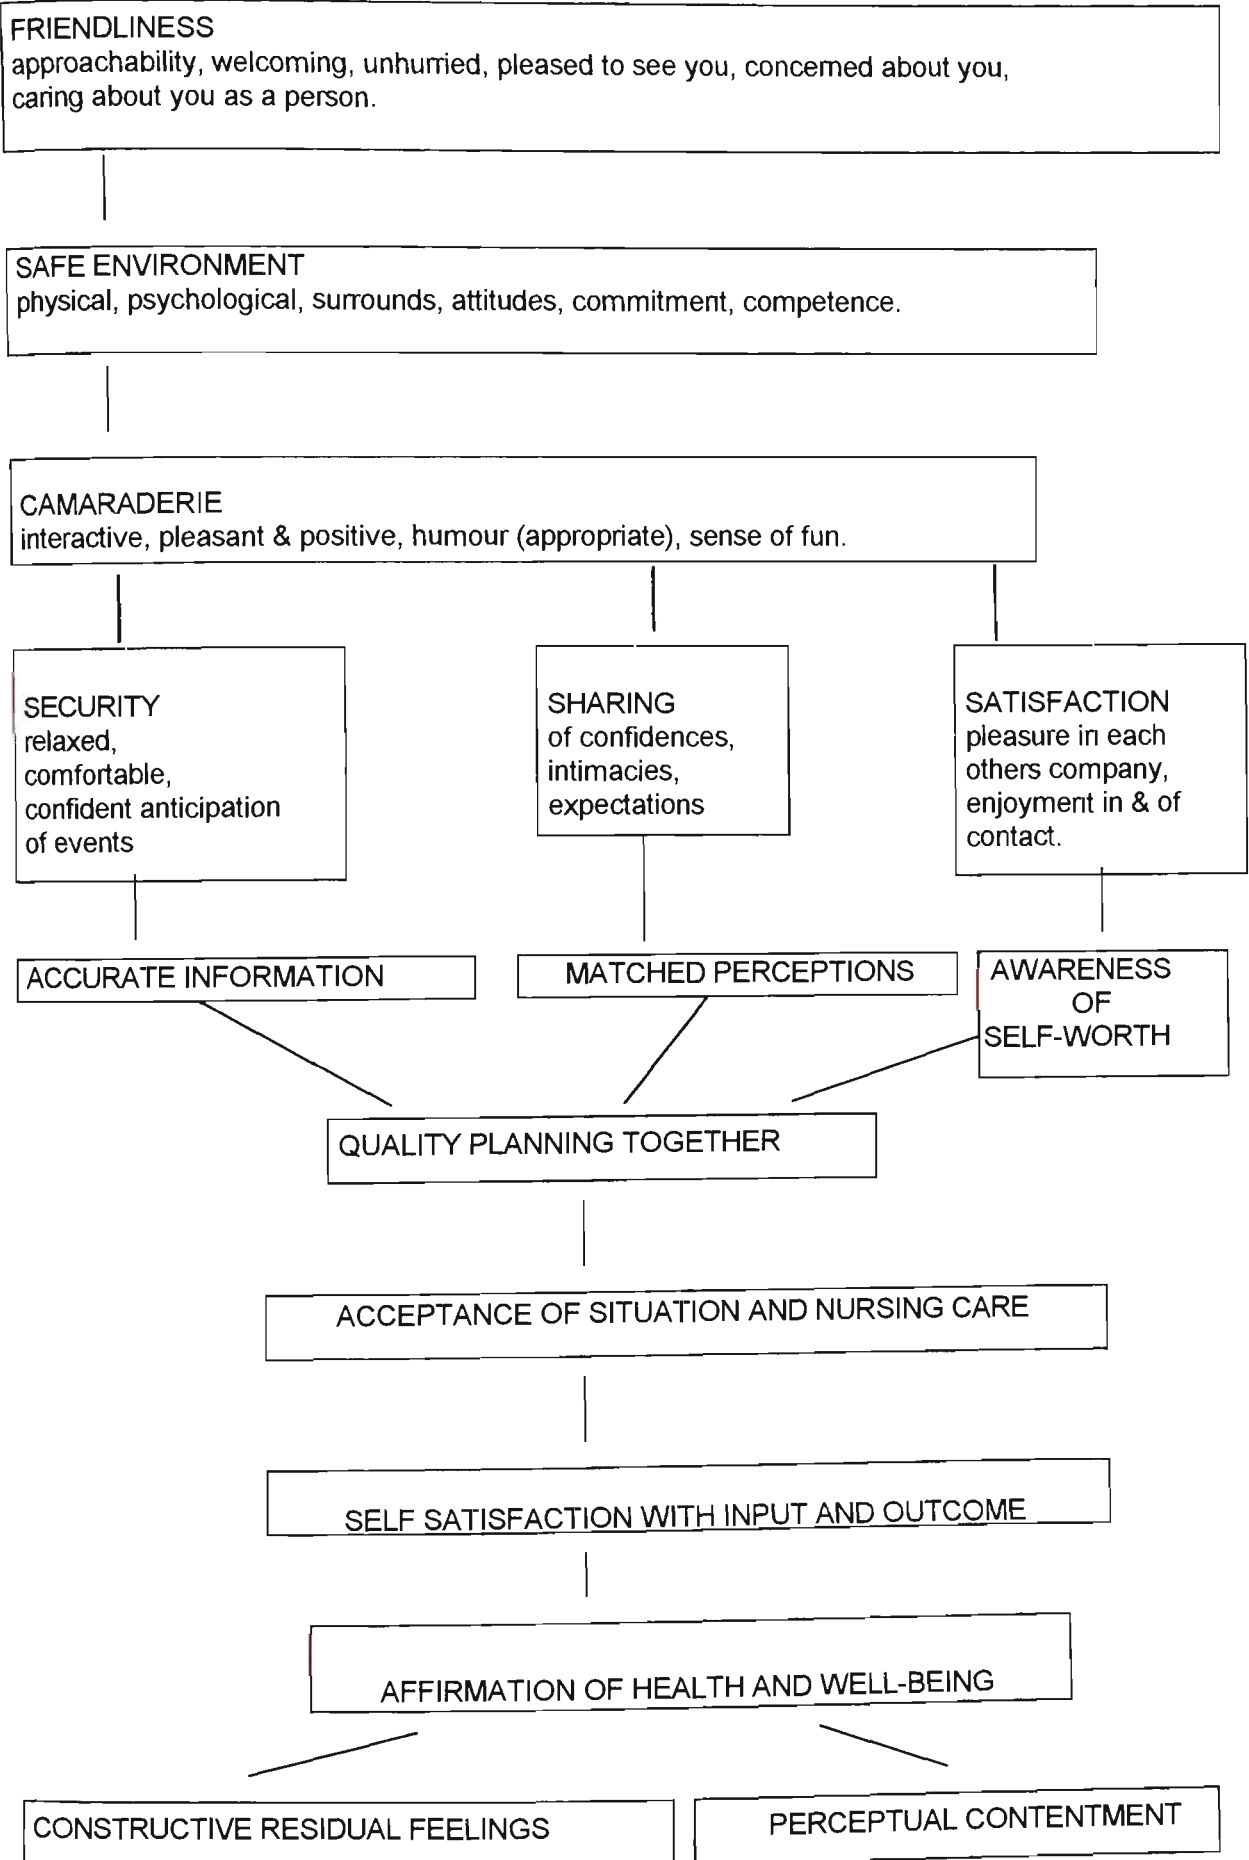 FRIENDLINESS
approachability, welcoming, unhurried, pleased to see you, concerned about you,
caring about you as a person.
SAFE ENVIRONMENT
physical, psychological, surrounds, attitudes, commitment, competence.
CAMARADERIE
interactive, pleasant & positive, humour (appropriate), sense of fun.
SECURITY
relaxed,
comfortable,
confident anticipation
of events
SHARING
of confidences,
intimacies,
expectations
SATISFACTION
pleasure in each
others company,
enjoyment in & of
contact.
ACCURATE INFORMATION
MATCHED PERCEPTIONS
AWARENESS
OF
SELF-WORTH
QUALITY PLANNING TOGETHER
ACCEPTANCE OF SITUATION AND NURSING CARE
SELF SATISFACTION WITH INPUT AND OUTCOME
AFFIRMATION OF HEALTH AND WELL-BEING
CONSTRUCTIVE RESIDUAL FEELINGS
PERCEPTUAL CONTENTMENT